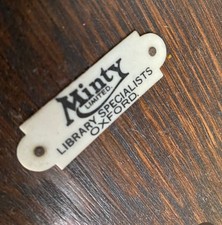 Minty
LIMITED.
LIBRARY SPECIALISTS
OXFORD.